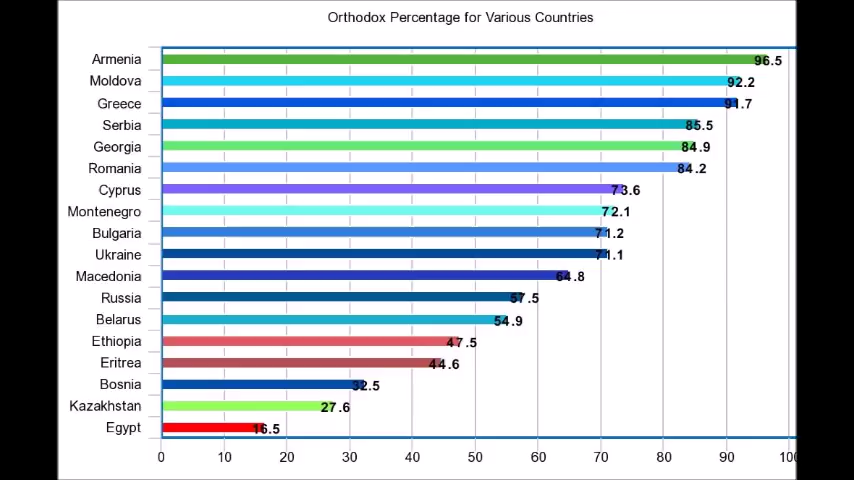 Orthodox Percentage for Various Countries
Armenia 96.5
Moldova 92.2
Greece 91.7
Serbia 85.5
Georgia 84.9
Romania 84.2
Cyprus 73.6
Montenegro 72.1
Bulgaria 71.2
Ukraine 71.1
Macedonia 64.8
Russia 57.5
Belarus 54.9
Ethiopia 47.5
Eritrea 44.6
Bosnia 32.5
Kazakhstan 27.6
Egypt 16.5
0 10 20 30 40 50 60 70 80 90 100